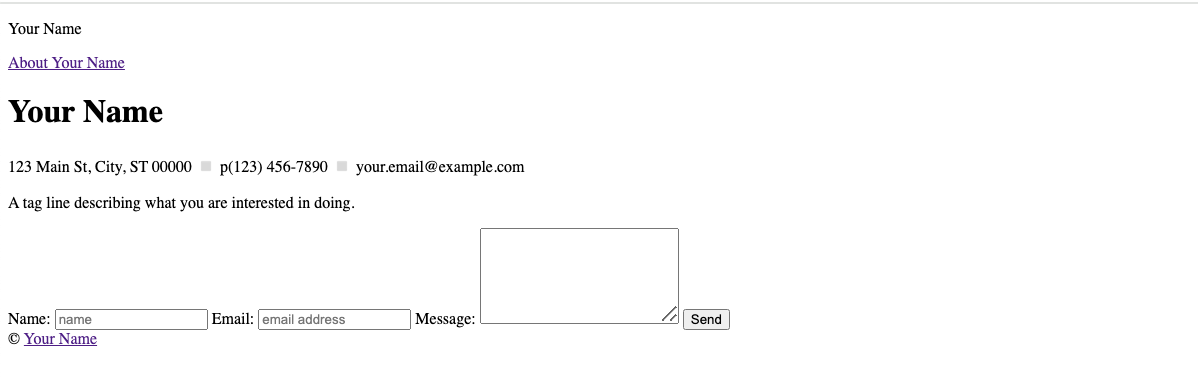 Your Name
About Your Name
Your Name
123 Main St, City, ST 00000 ■ p(123) 456-7890 ■ your.email@example.com
A tag line describing what you are interested in doing.
Name: name Email: email address Message: Send
© Your Name